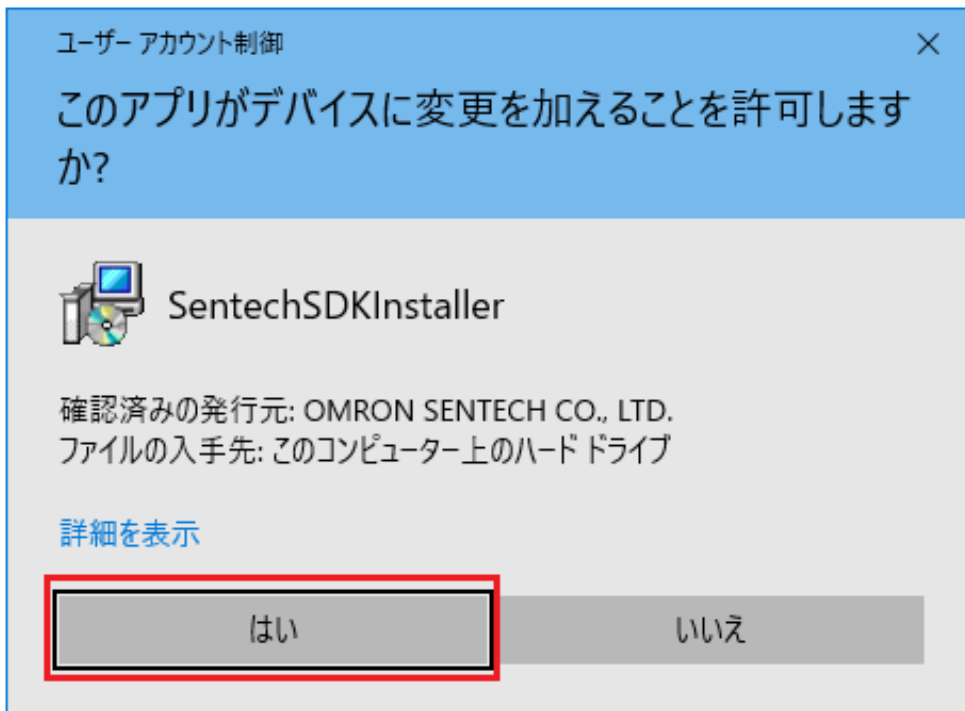 ユーザー アカウント制御
このアプリがデバイスに変更を加えることを許可します
か?
SentechSDKInstaller
確認済みの発行元: OMRON SENTECH CO., LTD.
ファイルの入手先: このコンピューター上のハード ドライブ
詳細を表示
はい
いいえ